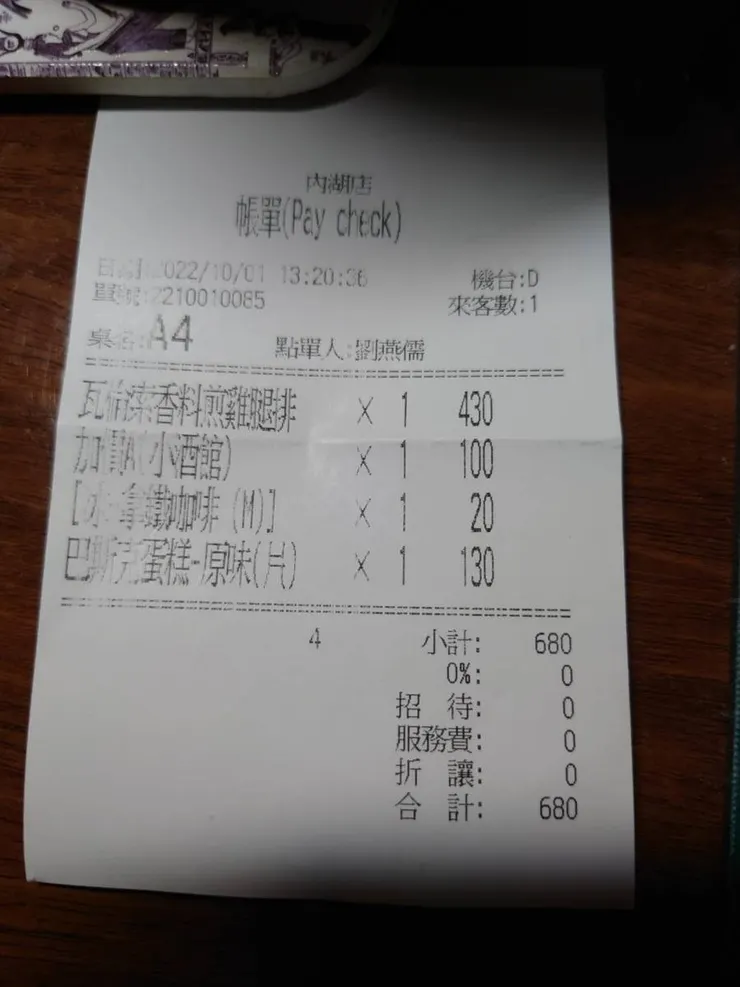 內湖店
帳單(Pay check)
日期:2022/10/01 13:20:36 機台:D
單號:2210010085 來客數:1
桌名:A4 點單人:劉燕儒
瓦倫漆香料煎雞腿排 × 1 430
加價A(小酒館) × 1 100
[冰-拿鐵咖啡 (M)] × 1 20
巴斯克蛋糕-原味(片) × 1 130
4 小計: 680
0%: 0
招 待: 0
服務費: 0
折 讓: 0
合 計: 680